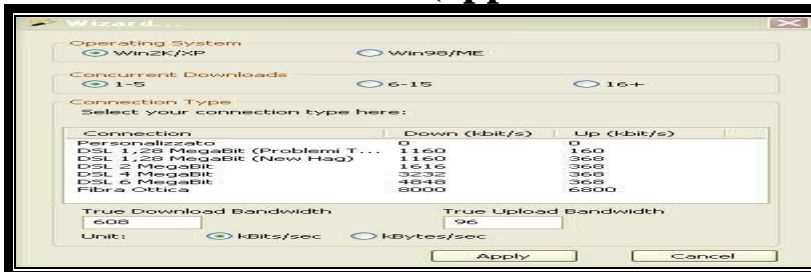 Wizard...
Operating System
Win2K/XP Win98/ME
Concurrent Downloads
1-5 6-15 16+
Connection Type
Select your connection type here:
Connection Down (kbit/s) Up (kbit/s)
Personalizzato 0 0
DSL 1,28 MegaBit (Problemi T... 1160 160
DSL 1,28 MegaBit (New Hag) 1160 368
DSL 2 MegaBit 1616 368
DSL 4 MegaBit 3232 368
DSL 6 MegaBit 4848 368
Fibra Ottica 8000 6800
True Download Bandwidth True Upload Bandwidth
608 96
Unit: kBits/sec kBytes/sec
Apply Cancel